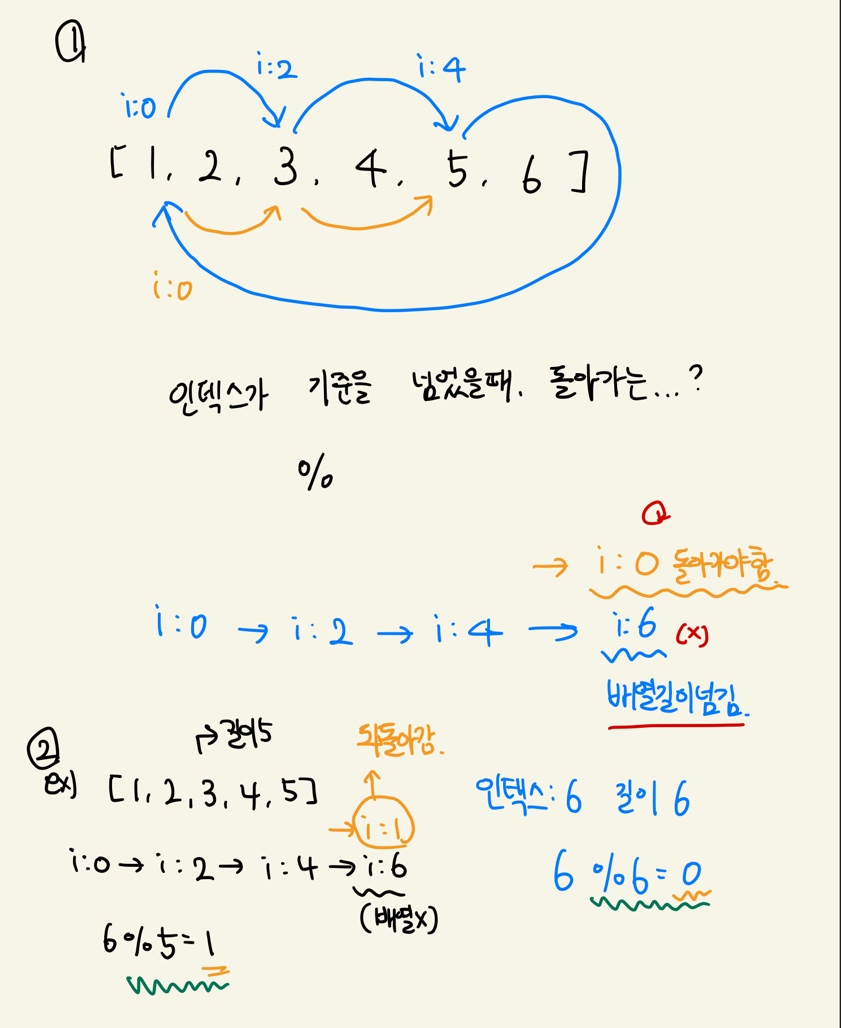 ①
i:2 i:4
i:0
[ 1, 2, 3, 4, 5, 6 ]
i:0
인덱스가 기준을 넘었을때, 돌아가는...?
%
Q
→ i:0 돌아가야함.
i:0 → i:2 → i:4 → i:6 (x)
배열길이넘김.
②
ex)
↱길이5
되돌아감.
[1, 2, 3, 4, 5]
→ i:1
i:0 → i:2 → i:4 → i:6
(배열x)
6%5=1
인텍스:6 길이 6
6 %6=0